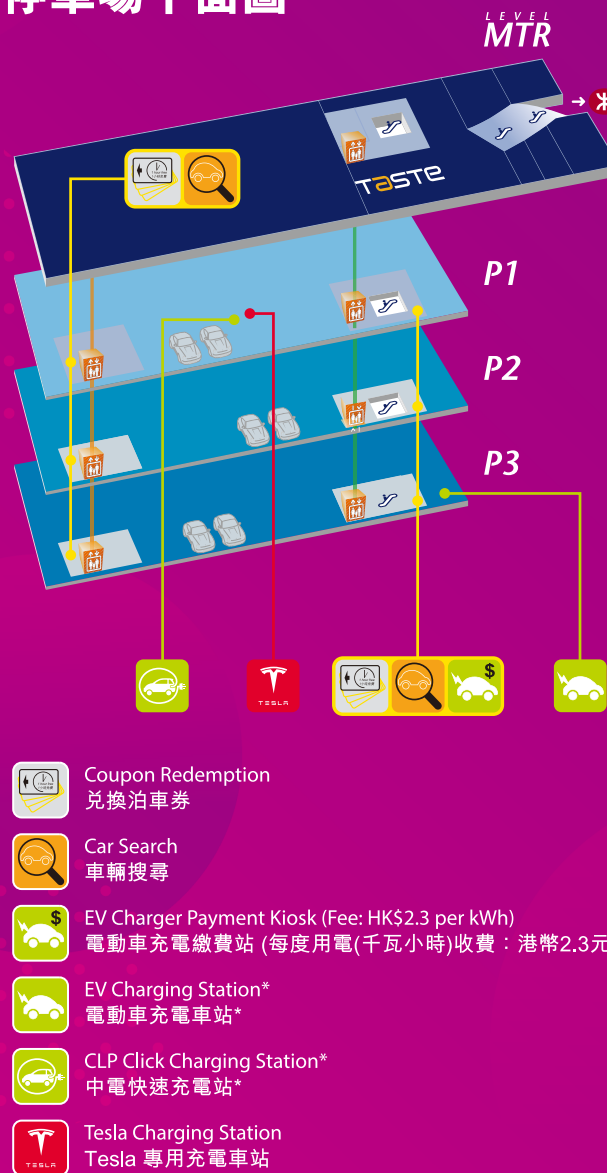 停車場平面圖
LEVEL
MTR
TaSTe
P1
P2
P3
TESLA
$
Coupon Redemption
兌換泊車券
Car Search
車輛搜尋
$
EV Charger Payment Kiosk (Fee: HK$2.3 per kWh)
電動車充電繳費站 (每度用電(千瓦小時)收費：港幣2.3元
EV Charging Station*
電動車充電車站*
CLP Click Charging Station*
中電快速充電站*
Tesla Charging Station
Tesla 專用充電車站
TESLA